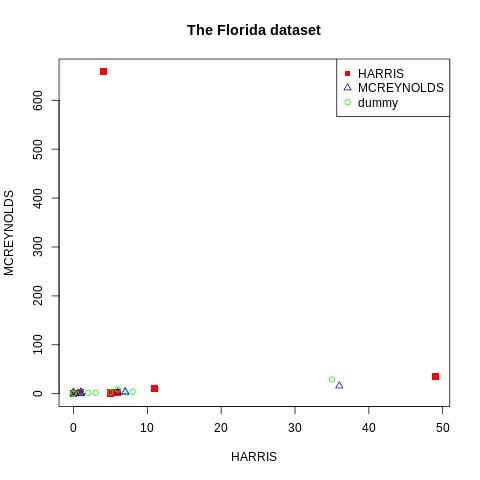 The Florida dataset
HARRIS
MCREYNOLDS
dummy
MCREYNOLDS
600
500
400
300
200
100
0
0 10 20 30 40 50
HARRIS